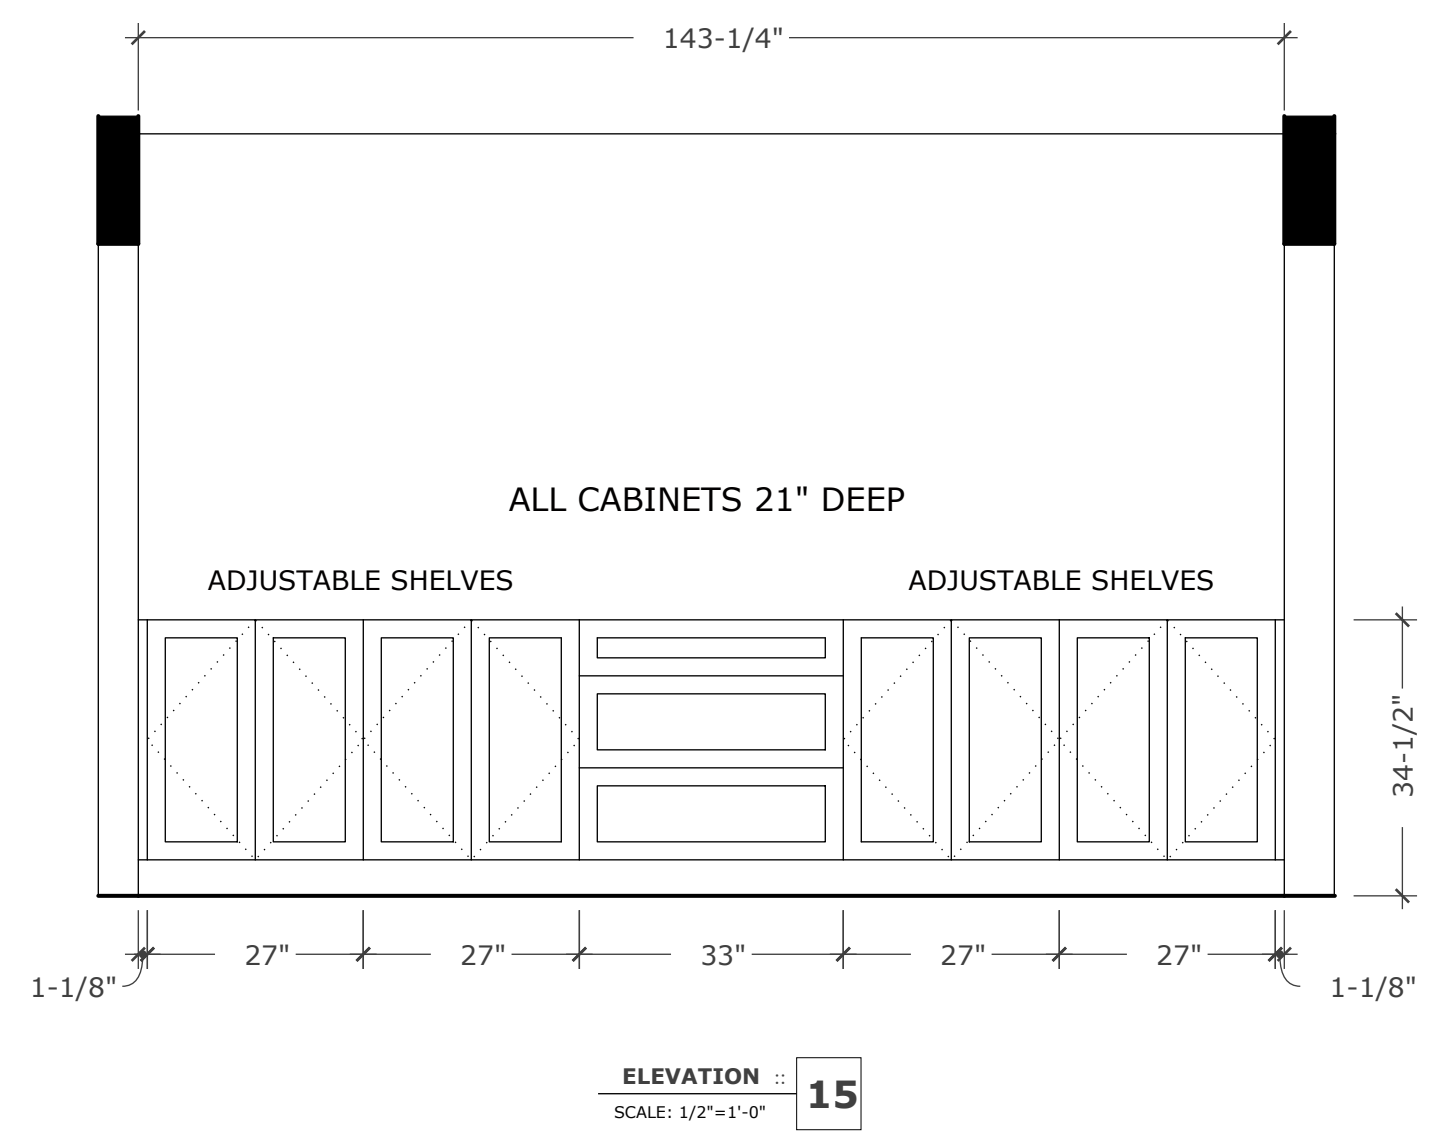 143-1/4"
ALL CABINETS 21" DEEP
ADJUSTABLE SHELVES
ADJUSTABLE SHELVES
34-1/2"
27"
27"
33"
27"
27"
1-1/8"
1-1/8"
ELEVATION ::
15
SCALE: 1/2"=1'-0"